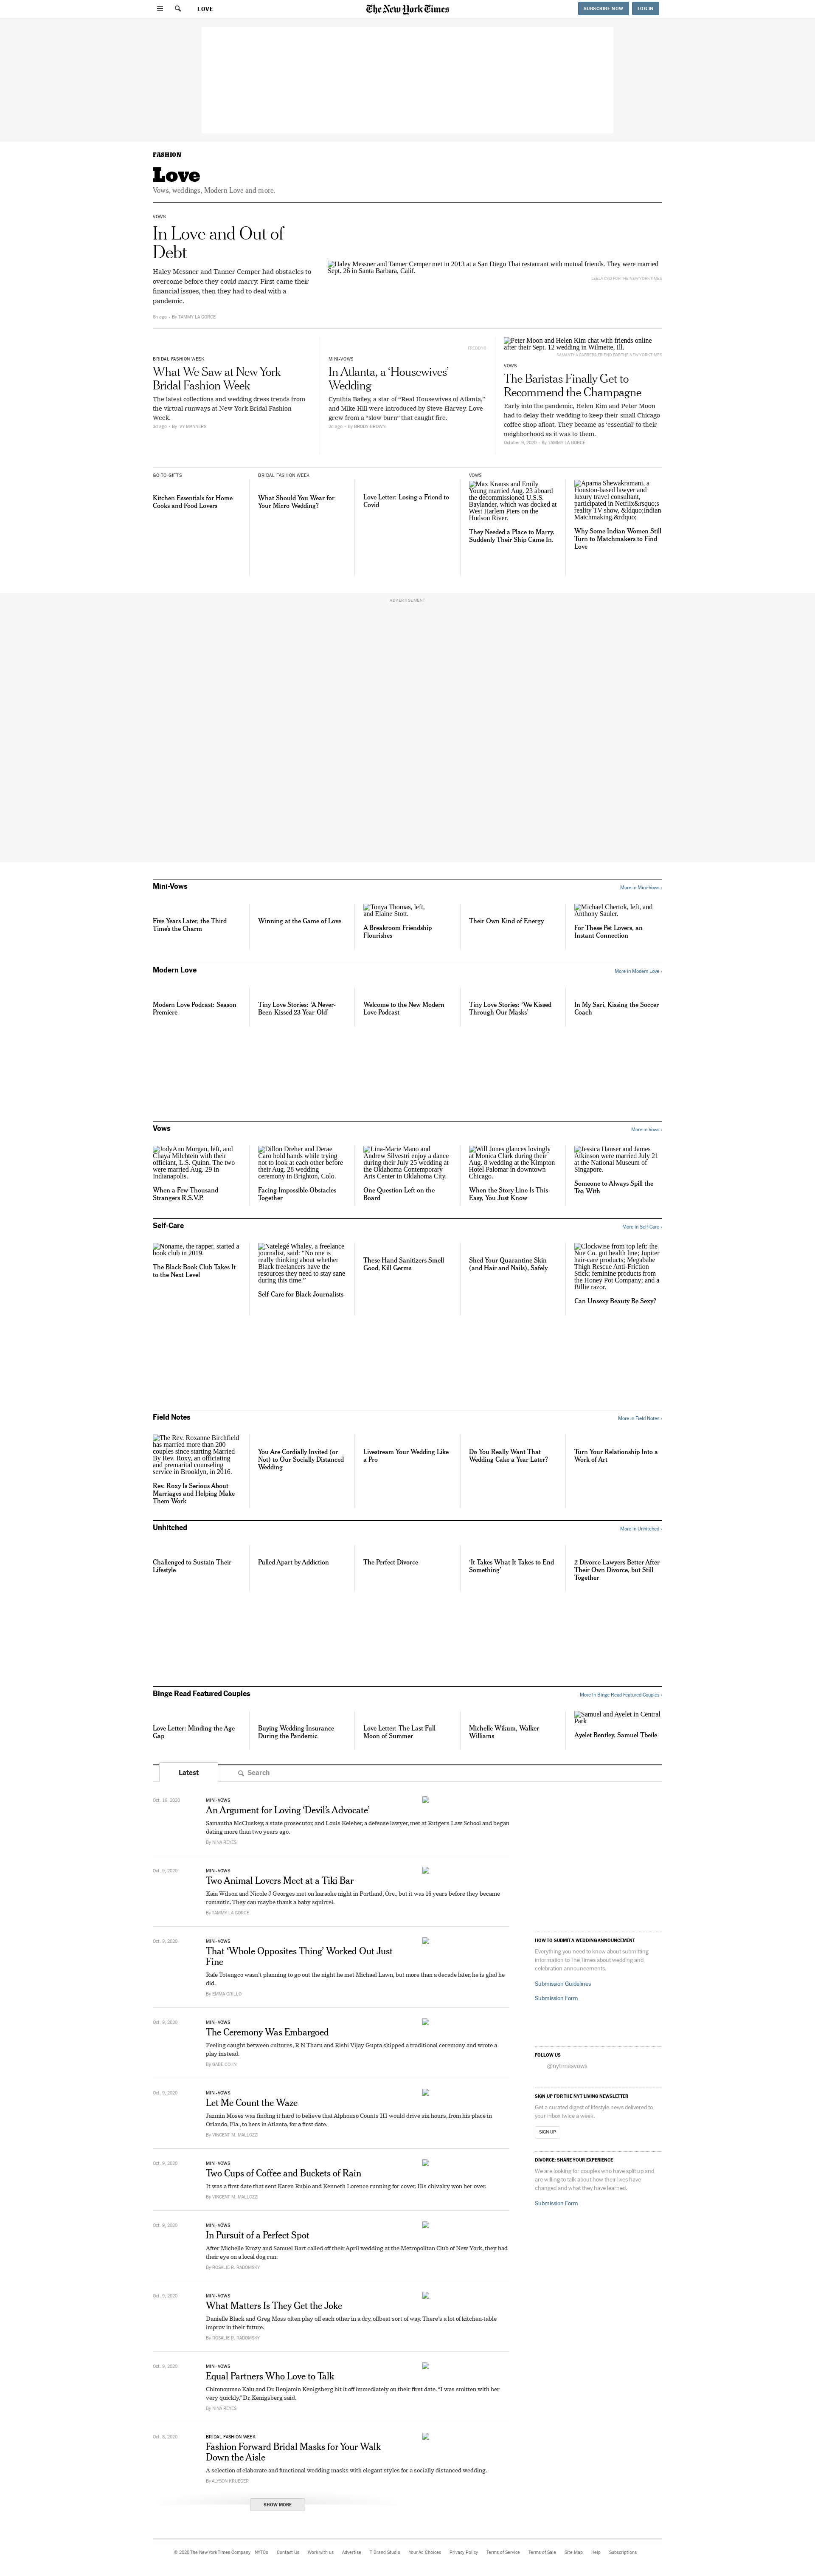 LOVE
The New York Times
SUBSCRIBE NOW
LOG IN
FASHION
Love
Vows, weddings, Modern Love and more.
VOWS
In Love and Out of
Debt
Haley Messner and Tanner Cemper had obstacles to
overcome before they could marry. First came their
financial issues, then they had to deal with a
pandemic.
6h ago • By TAMMY LA GORCE
Haley Messner and Tanner Cemper met in 2013 at a San Diego Thai restaurant with mutual friends. They were married
Sept. 26 in Santa Barbara, Calif.
BRIDAL FASHION WEEK
What We Saw at New York
Bridal Fashion Week
The latest collections and wedding dress trends from
the virtual runways at New York Bridal Fashion
Week.
3d ago • By IVY MANNERS
MINI-VOWS
In Atlanta, a ‘Housewives’
Wedding
Cynthia Bailey, a star of “Real Housewives of Atlanta,”
and Mike Hill were introduced by Steve Harvey. Love
grew from a “slow burn” that caught fire.
2d ago • By BRODY BROWN
Peter Moon and Helen Kim chat with friends online
after their Sept. 12 wedding in Wilmette, Ill.
VOWS
The Baristas Finally Get to
Recommend the Champagne
Early into the pandemic, Helen Kim and Peter Moon
had to delay their wedding to keep their small Chicago
coffee shop afloat. They became as ‘essential’ to their
neighborhood as it was to them.
October 9, 2020 • By TAMMY LA GORCE
GO-TO-GIFTS
Kitchen Essentials for Home
Cooks and Food Lovers
BRIDAL FASHION WEEK
What Should You Wear for
Your Micro Wedding?
Love Letter: Losing a Friend to
Covid
VOWS
Max Krauss and Emily
Young married Aug. 23 aboard
the decommissioned U.S.S.
Baylander, which was docked at
West Harlem Piers on the
Hudson River.
They Needed a Place to Marry.
Suddenly Their Ship Came In.
Aparna Shewakramani, a
Houston-based lawyer and
luxury travel consultant,
participated in Netflix&rsquo;s
reality TV show, &ldquo;Indian
Matchmaking.&rdquo;
Why Some Indian Women Still
Turn to Matchmakers to Find
Love
ADVERTISEMENT
Mini-Vows
More in Mini-Vows ›
Five Years Later, the Third
Time's the Charm
Winning at the Game of Love
Tonya Thomas, left,
and Elaine Stott.
A Breakroom Friendship
Flourishes
Their Own Kind of Energy
Michael Chertok, left, and
Anthony Sauler.
For These Pet Lovers, an
Instant Connection
Modern Love
More in Modern Love ›
Modern Love Podcast: Season
Premiere
Tiny Love Stories: ‘A Never-
Been-Kissed 23-Year-Old’
Welcome to the New Modern
Love Podcast
Tiny Love Stories: ‘We Kissed
Through Our Masks’
In My Sari, Kissing the Soccer
Coach
Vows
More in Vows ›
JodyAnn Morgan, left, and
Chaya Milchtein with their
officiant, L.S. Quinn. The two
were married Aug. 29 in
Indianapolis.
When a Few Thousand
Strangers R.S.V.P.
Dillon Dreher and Derae
Caro hold hands while trying
not to look at each other before
their Aug. 28 wedding
ceremony in Brighton, Colo.
Facing Impossible Obstacles
Together
Lina-Marie Mano and
Andrew Silvestri enjoy a dance
during their July 25 wedding at
the Oklahoma Contemporary
Arts Center in Oklahoma City.
One Question Left on the
Board
Will Jones glances lovingly
at Monica Clark during their
Aug. 8 wedding at the Kimpton
Hotel Palomar in downtown
Chicago.
When the Story Line Is This
Easy, You Just Know
Jessica Hanser and James
Atkinson were married July 21
at the National Museum of
Singapore.
Someone to Always Spill the
Tea With
Self-Care
More in Self-Care ›
Noname, the rapper, started a
book club in 2019.
The Black Book Club Takes It
to the Next Level
Natelegé Whaley, a freelance
journalist, said: “No one is
really thinking about whether
Black freelancers have the
resources they need to stay sane
during this time.”
Self-Care for Black Journalists
These Hand Sanitizers Smell
Good, Kill Germs
Shed Your Quarantine Skin
(and Hair and Nails), Safely
Clockwise from top left: the
Nue Co. gut health line; Jupiter
hair-care products; Megababe
Thigh Rescue Anti-Friction
Stick; feminine products from
the Honey Pot Company; and a
Billie razor.
Can Unsexy Beauty Be Sexy?
Field Notes
More in Field Notes ›
The Rev. Roxanne Birchfield
has married more than 200
couples since starting Married
By Rev. Roxy, an officiating
and premarital counseling
service in Brooklyn, in 2016.
Rev. Roxy Is Serious About
Marriages and Helping Make
Them Work
You Are Cordially Invited (or
Not) to Our Socially Distanced
Wedding
Livestream Your Wedding Like
a Pro
Do You Really Want That
Wedding Cake a Year Later?
Turn Your Relationship Into a
Work of Art
Unhitched
More in Unhitched ›
Challenged to Sustain Their
Lifestyle
Pulled Apart by Addiction
The Perfect Divorce
‘It Takes What It Takes to End
Something’
2 Divorce Lawyers Better After
Their Own Divorce, but Still
Together
Binge Read Featured Couples
More in Binge Read Featured Couples ›
Love Letter: Minding the Age
Gap
Buying Wedding Insurance
During the Pandemic
Love Letter: The Last Full
Moon of Summer
Michelle Wikum, Walker
Williams
Samuel and Ayelet in Central
Park
Ayelet Bentley, Samuel Theile
Latest
Search
Oct. 16, 2020
MINI-VOWS
An Argument for Loving ‘Devil’s Advocate’
Samantha McCluskey, a state prosecutor, and Louis Keleher, a defense lawyer, met at Rutgers Law School and began
dating more than two years ago.
By NINA REYES
Oct. 9, 2020
MINI-VOWS
Two Animal Lovers Meet at a Tiki Bar
Kaia Wilson and Nicole J Georges met on karaoke night in Portland, Ore., but it was 16 years before they became
romantic. They can maybe thank a baby squirrel.
By TAMMY LA GORCE
Oct. 9, 2020
MINI-VOWS
That ‘Whole Opposites Thing’ Worked Out Just
Fine
Rafe Totengco wasn’t planning to go out the night he met Michael Lawn, but more than a decade later, he is glad he
did.
By EMMA GRILLO
Oct. 9, 2020
MINI-VOWS
The Ceremony Was Embargoed
Feeling caught between cultures, R N Tharu and Rishi Vijay Gupta skipped a traditional ceremony and wrote a
play instead.
By GABE COHN
Oct. 9, 2020
MINI-VOWS
Let Me Count the Waze
Jazmin Moses was finding it hard to believe that Alphonso Counts III would drive six hours, from his place in
Orlando, Fla., to hers in Atlanta, for a first date.
By VINCENT M. MALLOZZI
Oct. 9, 2020
MINI-VOWS
Two Cups of Coffee and Buckets of Rain
It was a first date that sent Karen Rubio and Kenneth Lorence running for cover. His chivalry won her over.
By VINCENT M. MALLOZZI
Oct. 9, 2020
MINI-VOWS
In Pursuit of a Perfect Spot
After Michelle Krozy and Samuel Bart called off their April wedding at the Metropolitan Club of New York, they had
their eye on a local dog run.
By ROSALIE R. RADOMSKY
Oct. 9, 2020
MINI-VOWS
What Matters Is They Get the Joke
Danielle Black and Greg Moss often play off each other in a dry, offbeat sort of way. There’s a lot of kitchen-table
improv in their future.
By ROSALIE R. RADOMSKY
Oct. 9, 2020
MINI-VOWS
Equal Partners Who Love to Talk
Chinnomnso Kalu and Dr. Benjamin Kenigsberg hit it off immediately on their first date. “I was smitten with her
very quickly,” Dr. Kenigsberg said.
By NINA REYES
Oct. 9, 2020
BRIDAL FASHION WEEK
Fashion Forward Bridal Masks for Your Walk
Down the Aisle
A selection of elaborate and functional wedding masks with elegant styles for a socially distanced wedding.
By ALYSON KRUEGER
SHOW MORE
HOW TO SUBMIT A WEDDING ANNOUNCEMENT
Everything you need to know about submitting
information to The Times about wedding and
celebration announcements.
Submission Guidelines
Submission Form
FOLLOW US
@nytimesvows
SIGN UP FOR THE NYT LIVING NEWSLETTER
Get a curated digest of lifestyle news delivered to
your inbox twice a week.
SIGN UP
DIVORCE: SHARE YOUR EXPERIENCE
We are looking for couples who have split up and
are willing to talk about how their lives have
changed and what they have learned.
Submission Form
© 2020 The New York Times Company
NYTCo
Contact Us
Work with us
Advertise
T Brand Studio
Your Ad Choices
Privacy Policy
Terms of Service
Terms of Sale
Site Map
Help
Subscriptions